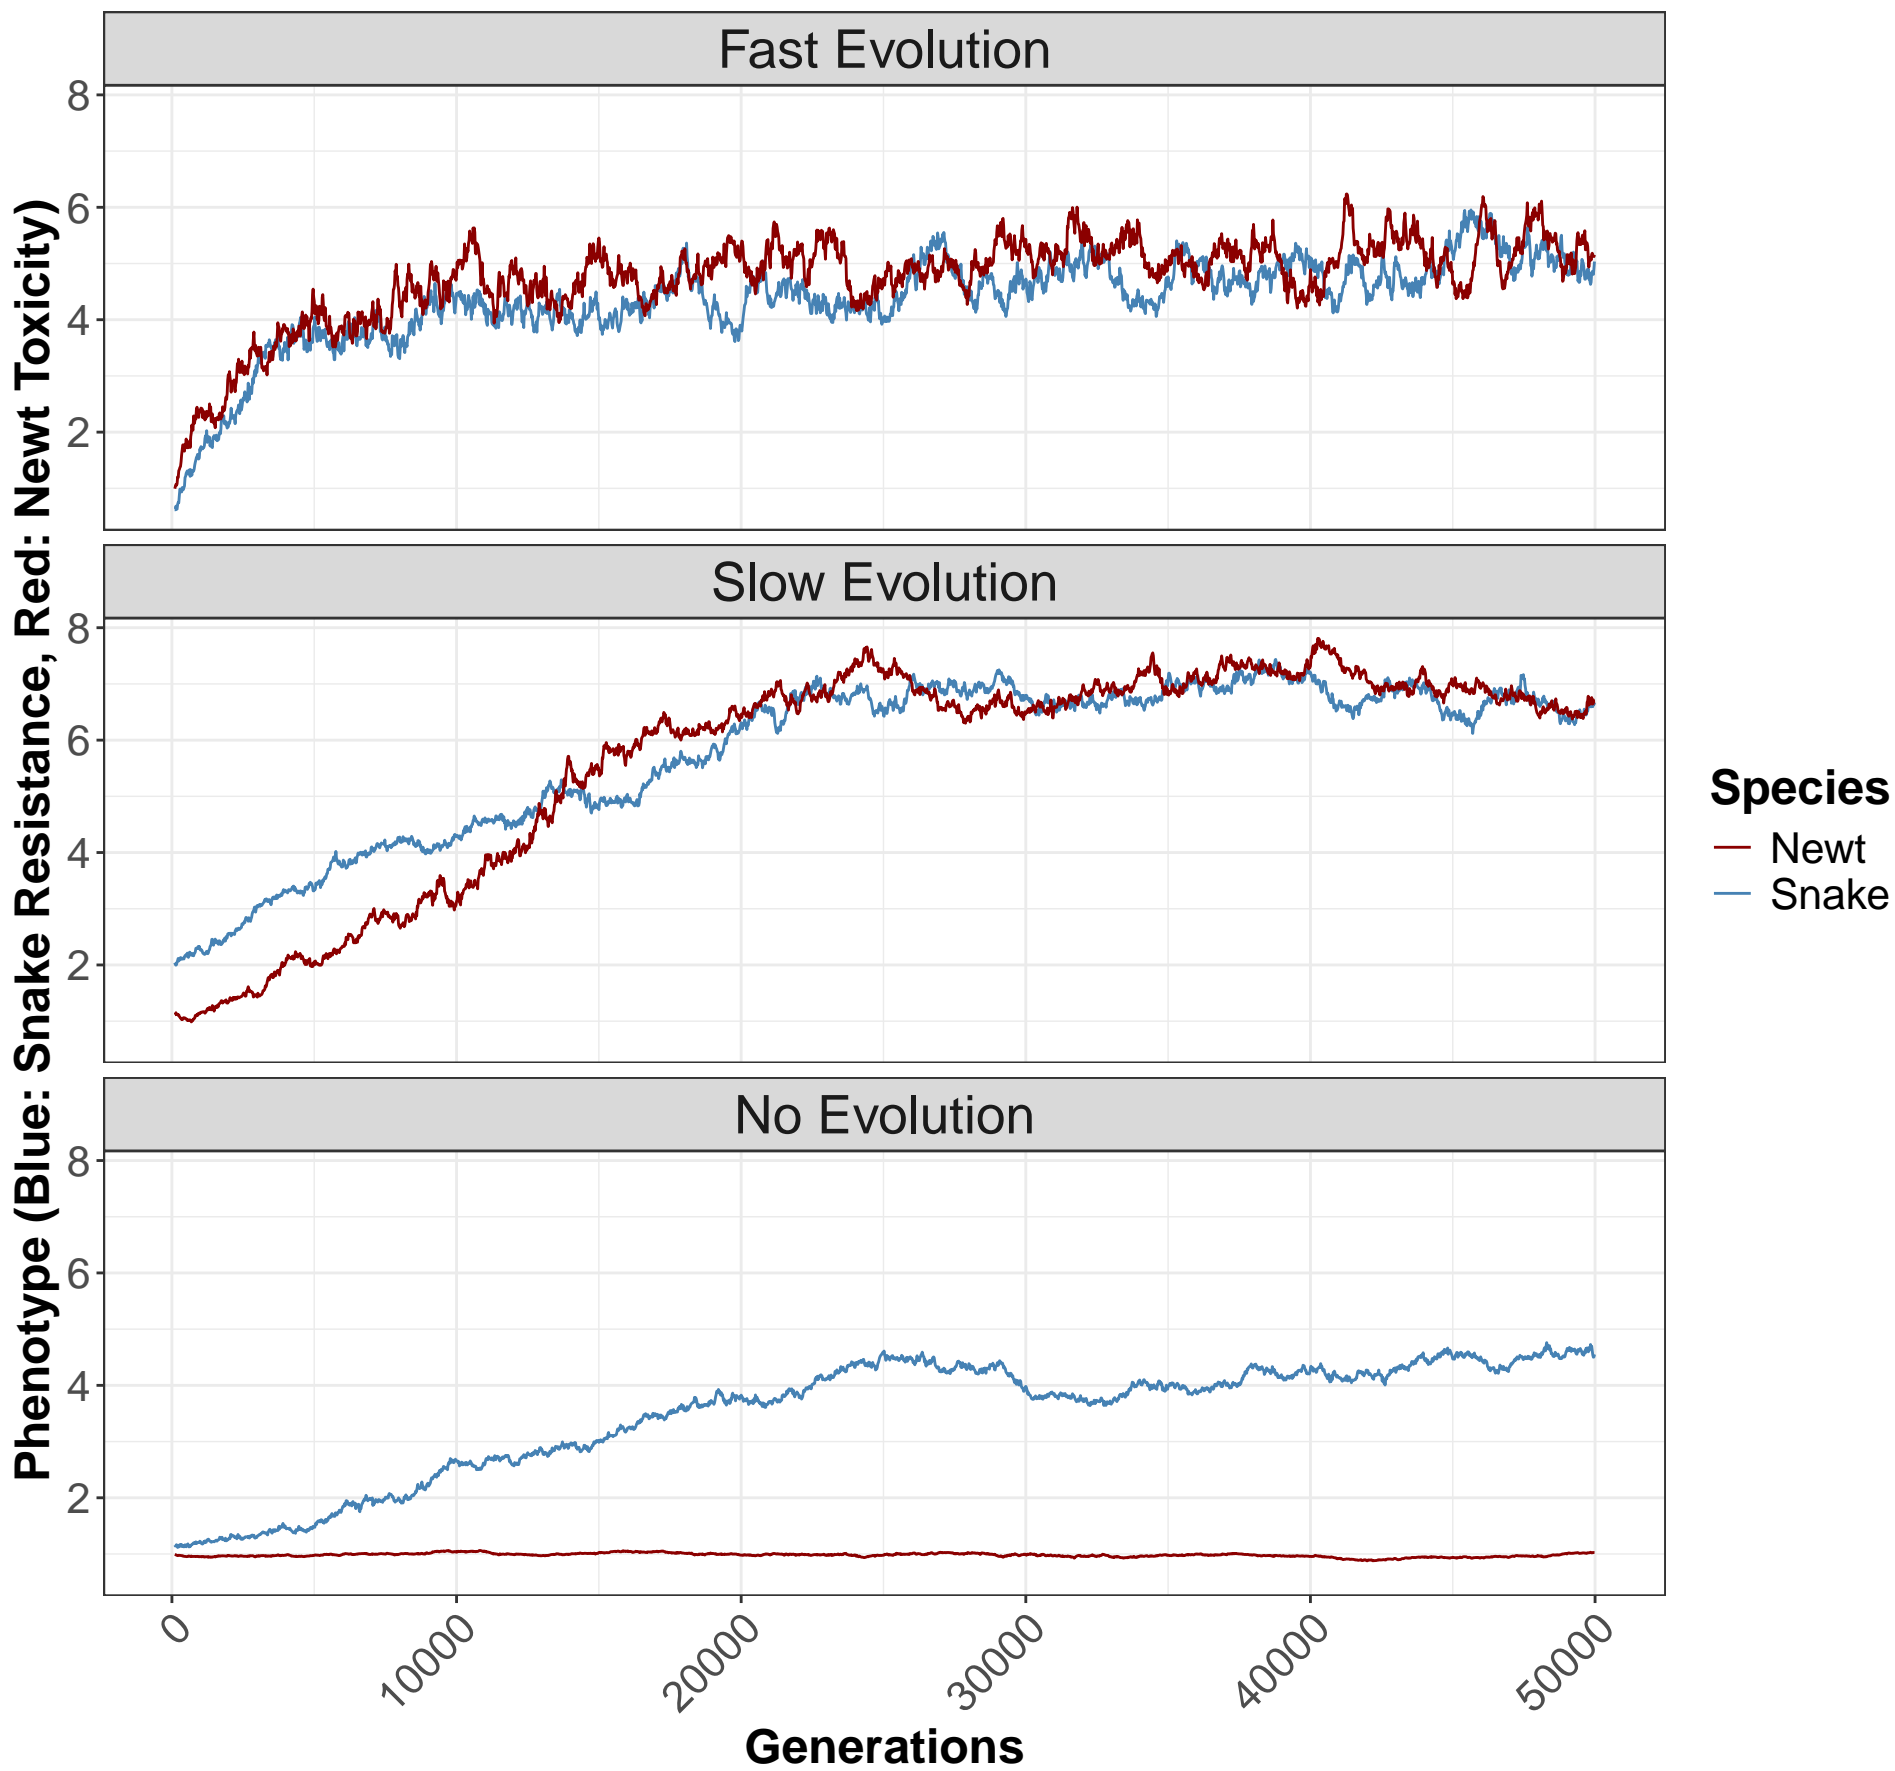 Fast Evolution
8
6
4
2
Slow Evolution
8
6
4
2
No Evolution
8
6
4
2
0
10000
20000
30000
40000
50000
Generations
Phenotype (Blue: Snake Resistance, Red: Newt Toxicity)
Species
Newt
Snake